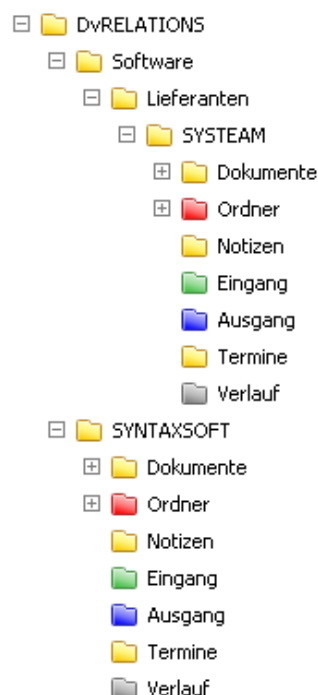 DvRELATIONS
Software
Lieferanten
SYSTEAM
Dokumente
Ordner
Notizen
Eingang
Ausgang
Termine
Verlauf
SYNTAXSOFT
Dokumente
Ordner
Notizen
Eingang
Ausgang
Termine
Verlauf